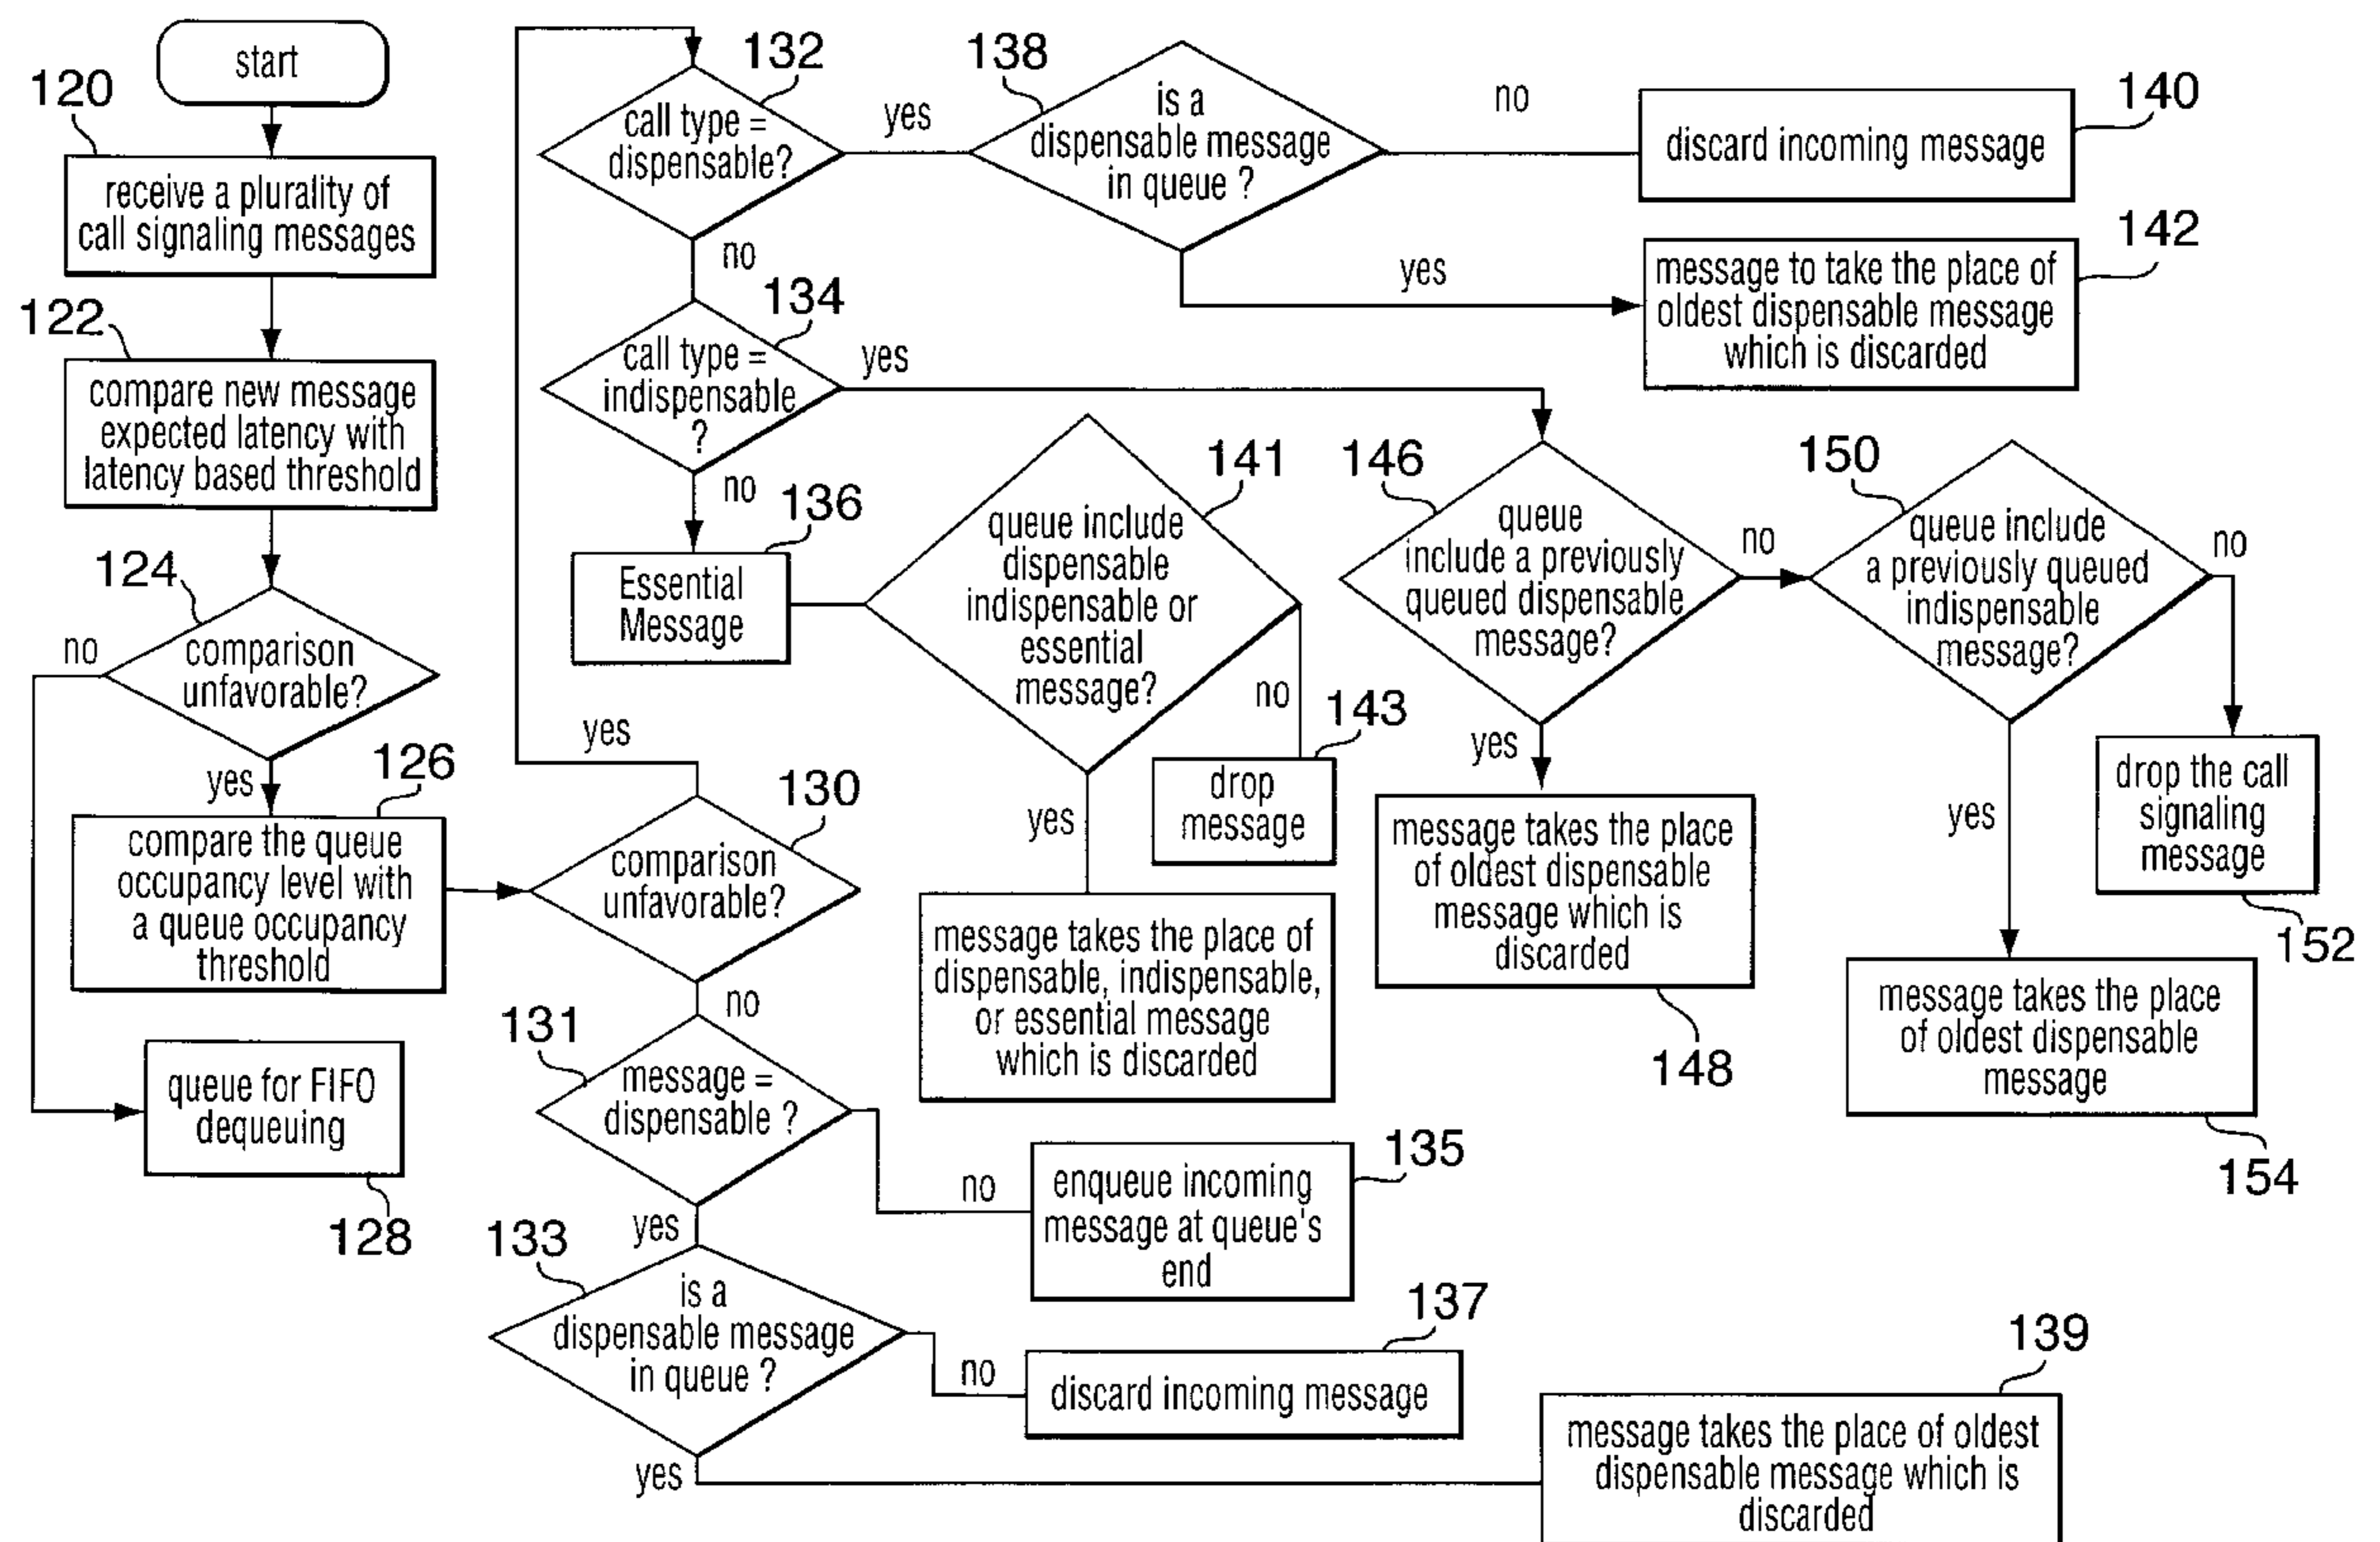 start
120
receive a plurality of
call signaling messages
122
compare new message
expected latency with
latency based threshold
124
comparison
unfavorable?
no
yes
126
compare the queue
occupancy level with
a queue occupancy
threshold
queue for FIFO
dequeuing
128
132
call type =
dispensable?
yes
no
138
is a
dispensable message
in queue ?
no
yes
140
discard incoming message
142
message to take the place of
oldest dispensable message
which is discarded
134
call type =
indispensable
?
yes
no
136
Essential
Message
141
queue include
dispensable
indispensable or
essential
message?
no
yes
143
drop
message
message takes the place of
dispensable, indispensable,
or essential message
which is discarded
146
queue
include a previously
queued dispensable
message?
no
yes
message takes the place
of oldest dispensable
message which is
discarded
148
150
queue include
a previously queued
indispensable
message?
no
yes
drop the call
signaling
message
152
message takes the place
of oldest dispensable
message
154
yes
130
comparison
unfavorable?
no
131
message =
dispensable ?
no
yes
135
enqueue incoming
message at queue's
end
133
is a
dispensable message
in queue ?
no
yes
137
discard incoming message
139
message takes the place of oldest
dispensable message which is
discarded